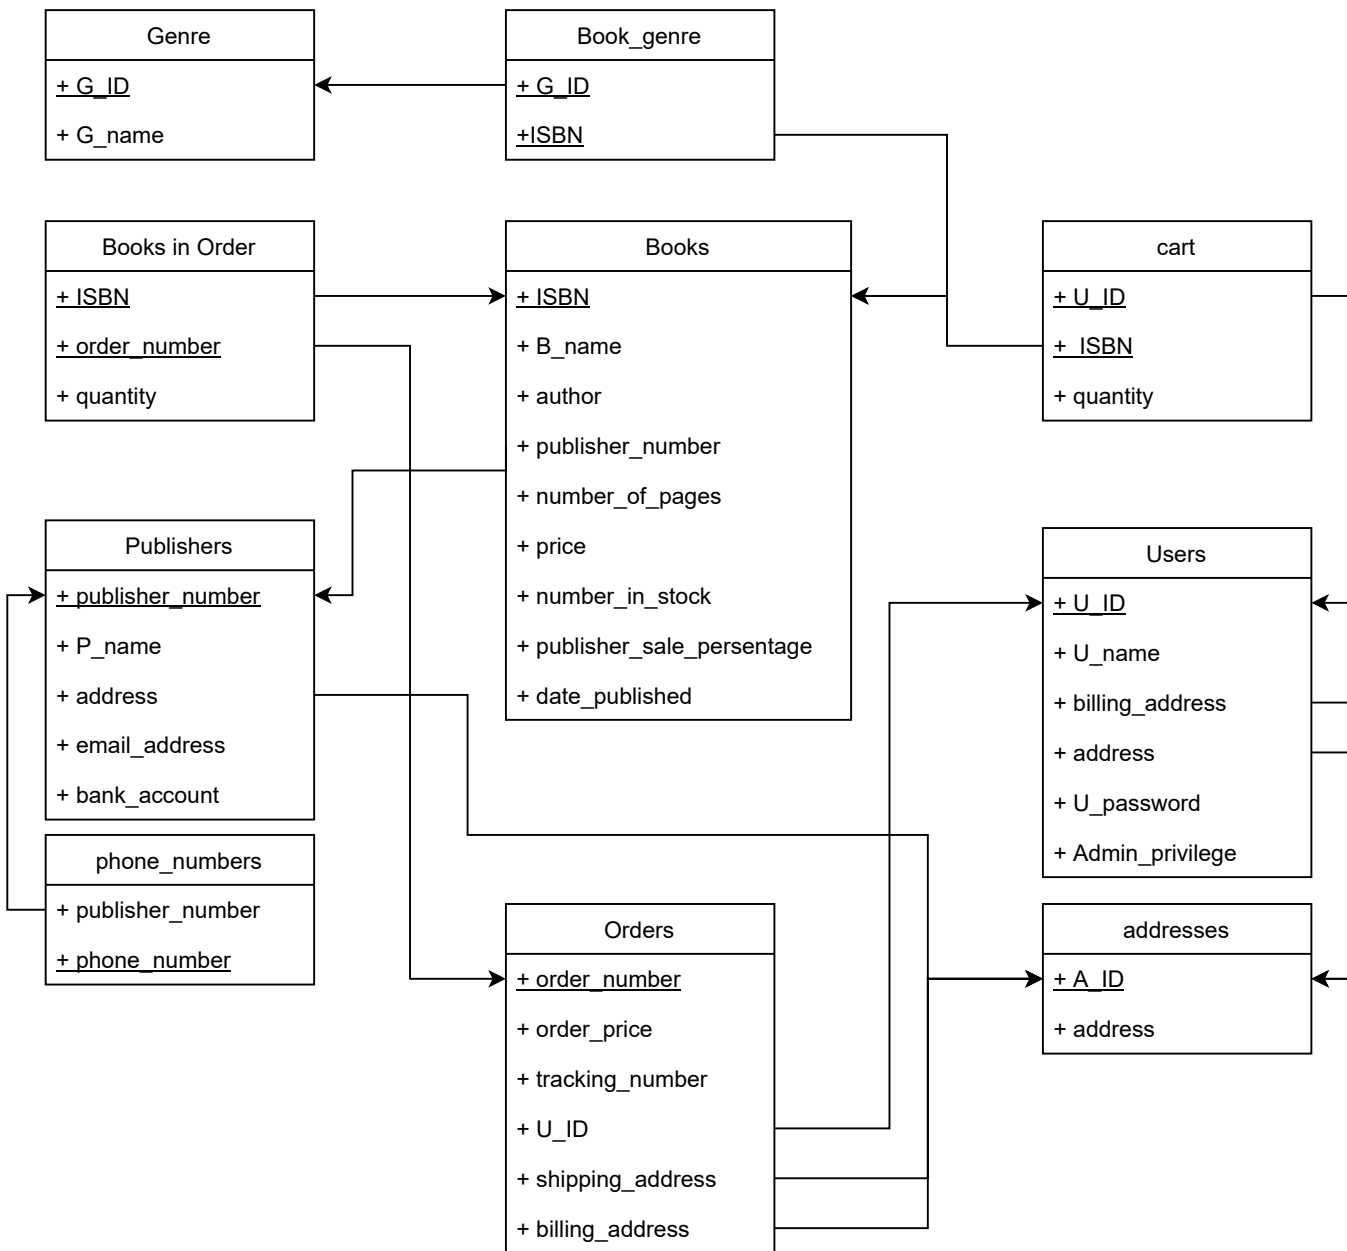 Genre
+ G_ID
+ G_name
Book_genre
+ G_ID
+ISBN
Books in Order
+ ISBN
+ order_number
+ quantity
Books
+ ISBN
+ B_name
+ author
+ publisher_number
+ number_of_pages
+ price
+ number_in_stock
+ publisher_sale_persentage
+ date_published
cart
+ U_ID
+ ISBN
+ quantity
Publishers
+ publisher_number
+ P_name
+ address
+ email_address
+ bank_account
Users
+ U_ID
+ U_name
+ billing_address
+ address
+ U_password
+ Admin_privilege
phone_numbers
+ publisher_number
+ phone_number
Orders
+ order_number
+ order_price
+ tracking_number
+ U_ID
+ shipping_address
+ billing_address
addresses
+ A_ID
+ address